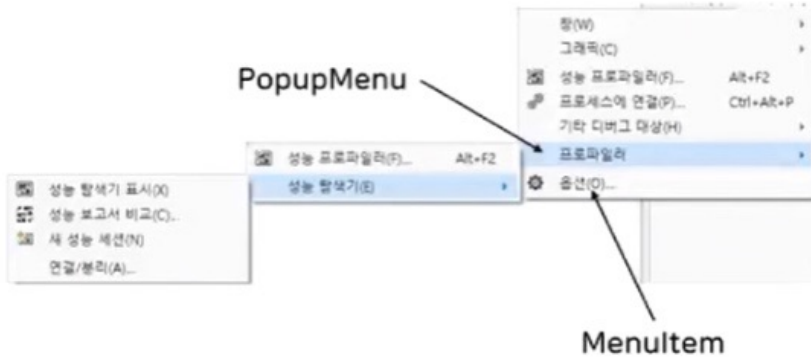 창(W)
그래픽(C)
성능 프로파일러(F)... Alt+F2
프로세스에 연결(P)... Ctrl+Alt+P
기타 디버그 대상(H)
프로파일러
옵션(O)...
PopupMenu
성능 프로파일러(F)... Alt+F2
성능 탐색기(E)
성능 탐색기 표시(X)
성능 보고서 비교(C)...
새 성능 세션(N)
연결/분리(A)...
MenuItem